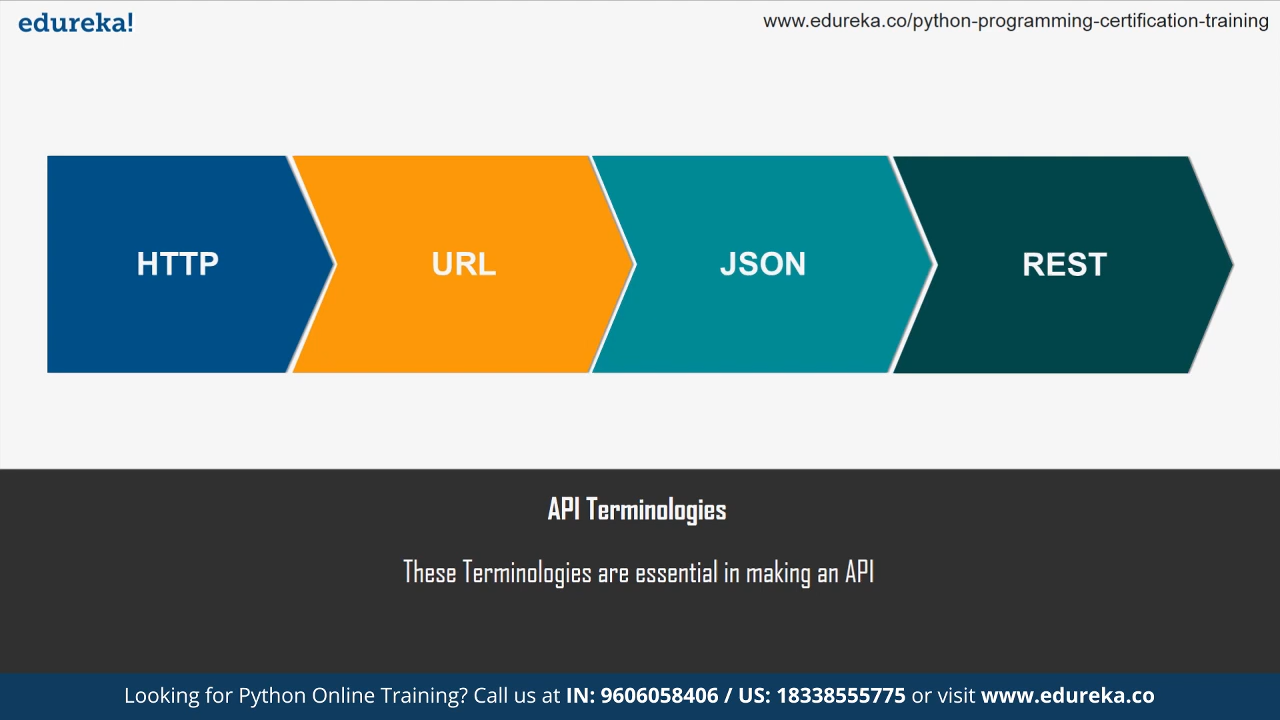 edureka!
www.edureka.co/python-programming-certification-training
HTTP
URL
JSON
REST
API Terminologies
These Terminologies are essential in making an API
Looking for Python Online Training? Call us at IN: 9606058406 / US: 18338555775 or visit www.edureka.co